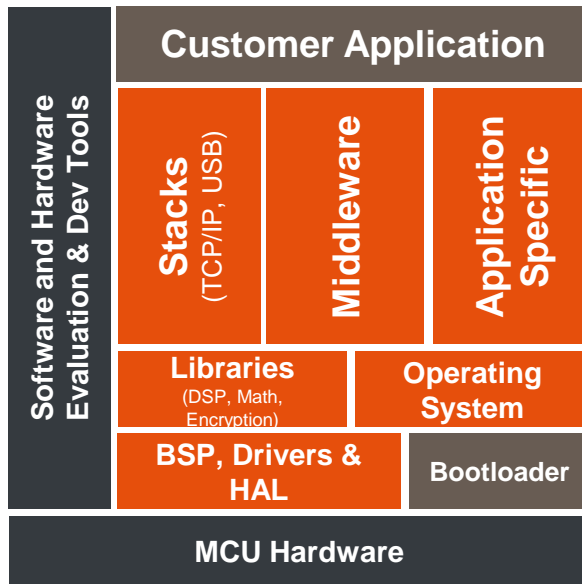 Customer Application
Software and Hardware
Evaluation & Dev Tools
Stacks
(TCP/IP, USB)
Middleware
Application
Specific
Libraries
(DSP, Math,
Encryption)
Operating
System
BSP, Drivers &
HAL
Bootloader
MCU Hardware